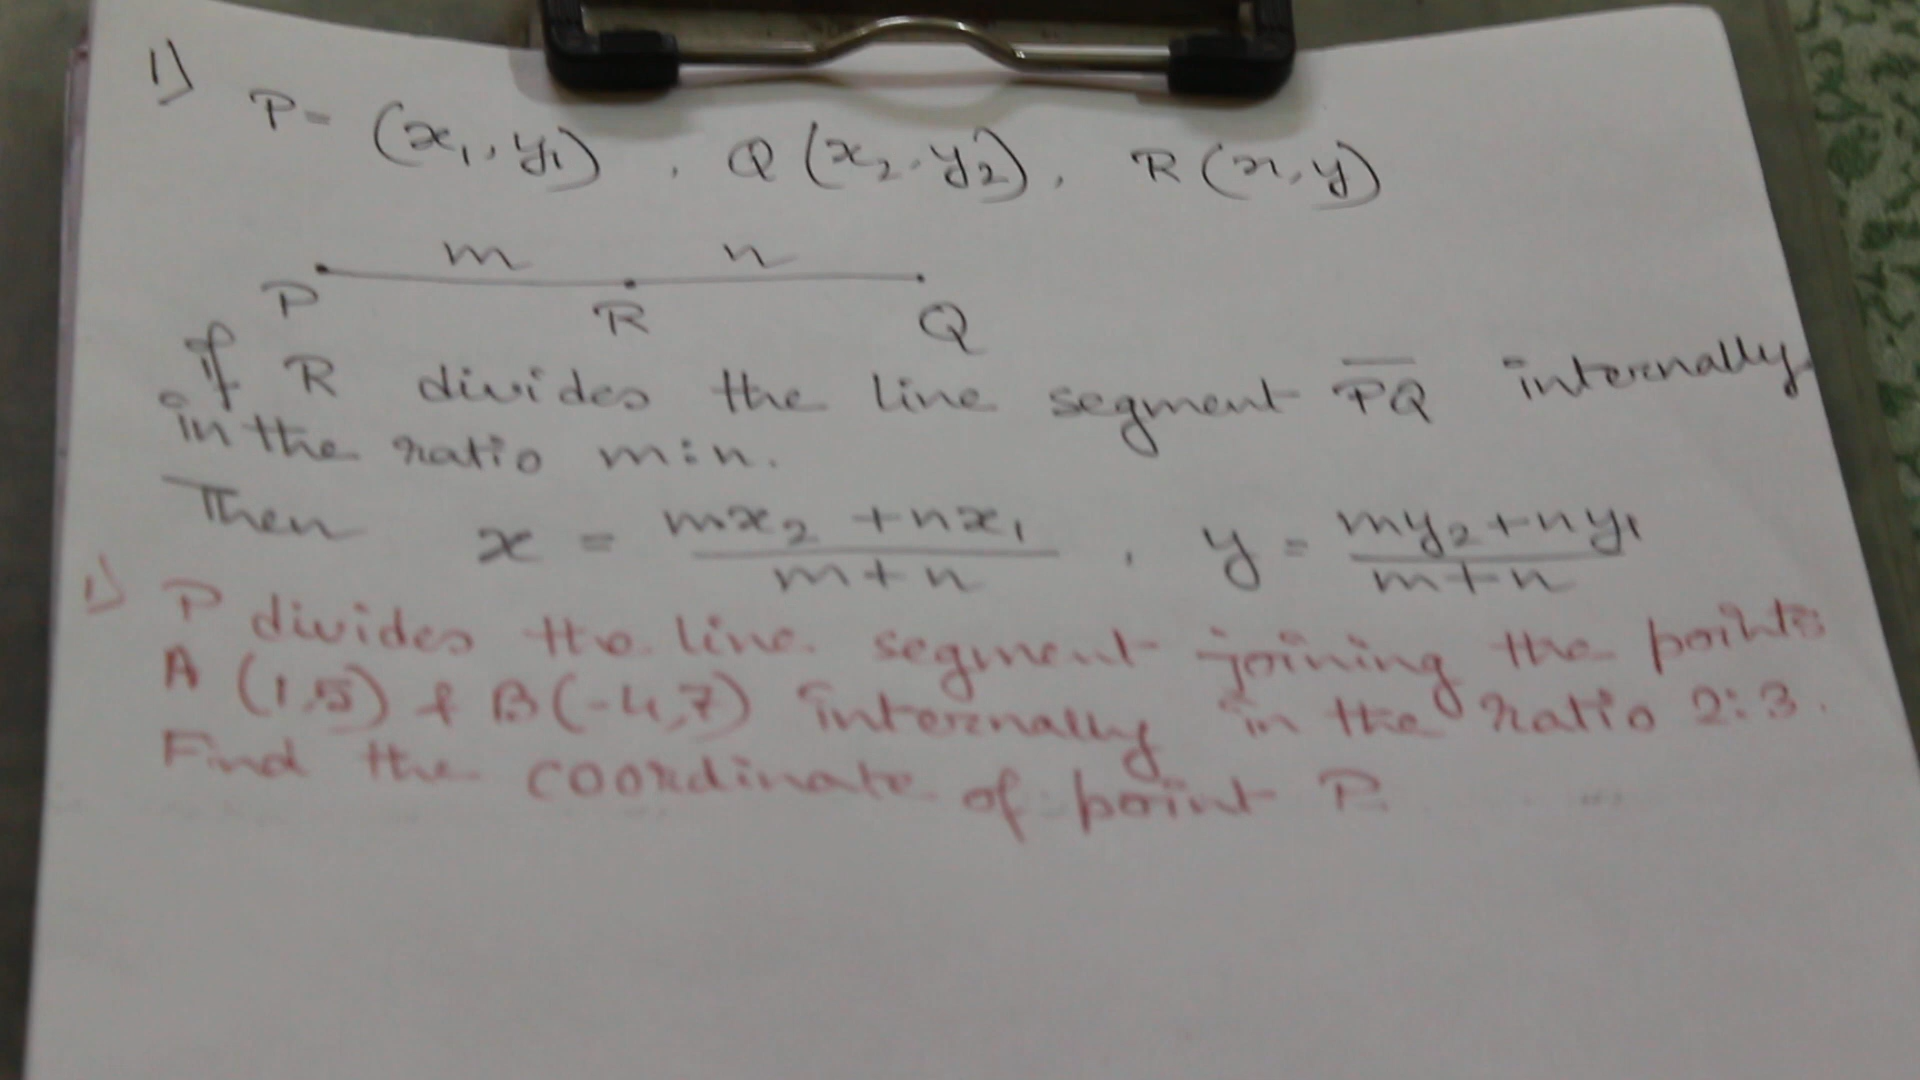 1)
P = (x₁, y₁) , Q (x₂, y₂), R (x, y)
m n
P R Q
If R divides the line segment P̅Q̅ internally
in the ratio m:n.
Then x = (mx₂ + nx₁)/(m+n) , y = (my₂ + ny₁)/(m+n)
1) P divides the line segment joining the points
A (1,5) & B (-4,7) internally in the ratio 2:3.
Find the coordinate of point P.